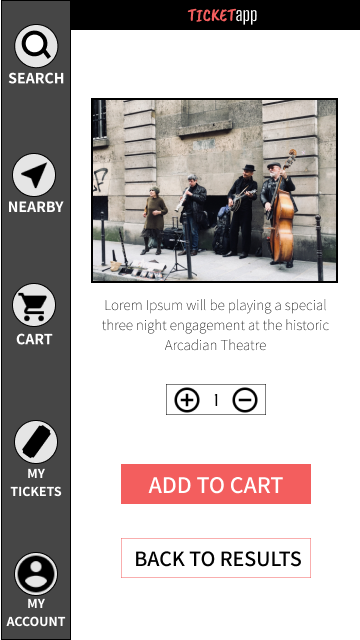 TICKETapp
SEARCH
NEARBY
CART
MY
TICKETS
MY
ACCOUNT
Lorem Ipsum will be playing a special
three night engagement at the historic
Arcadian Theatre
1
ADD TO CART
BACK TO RESULTS